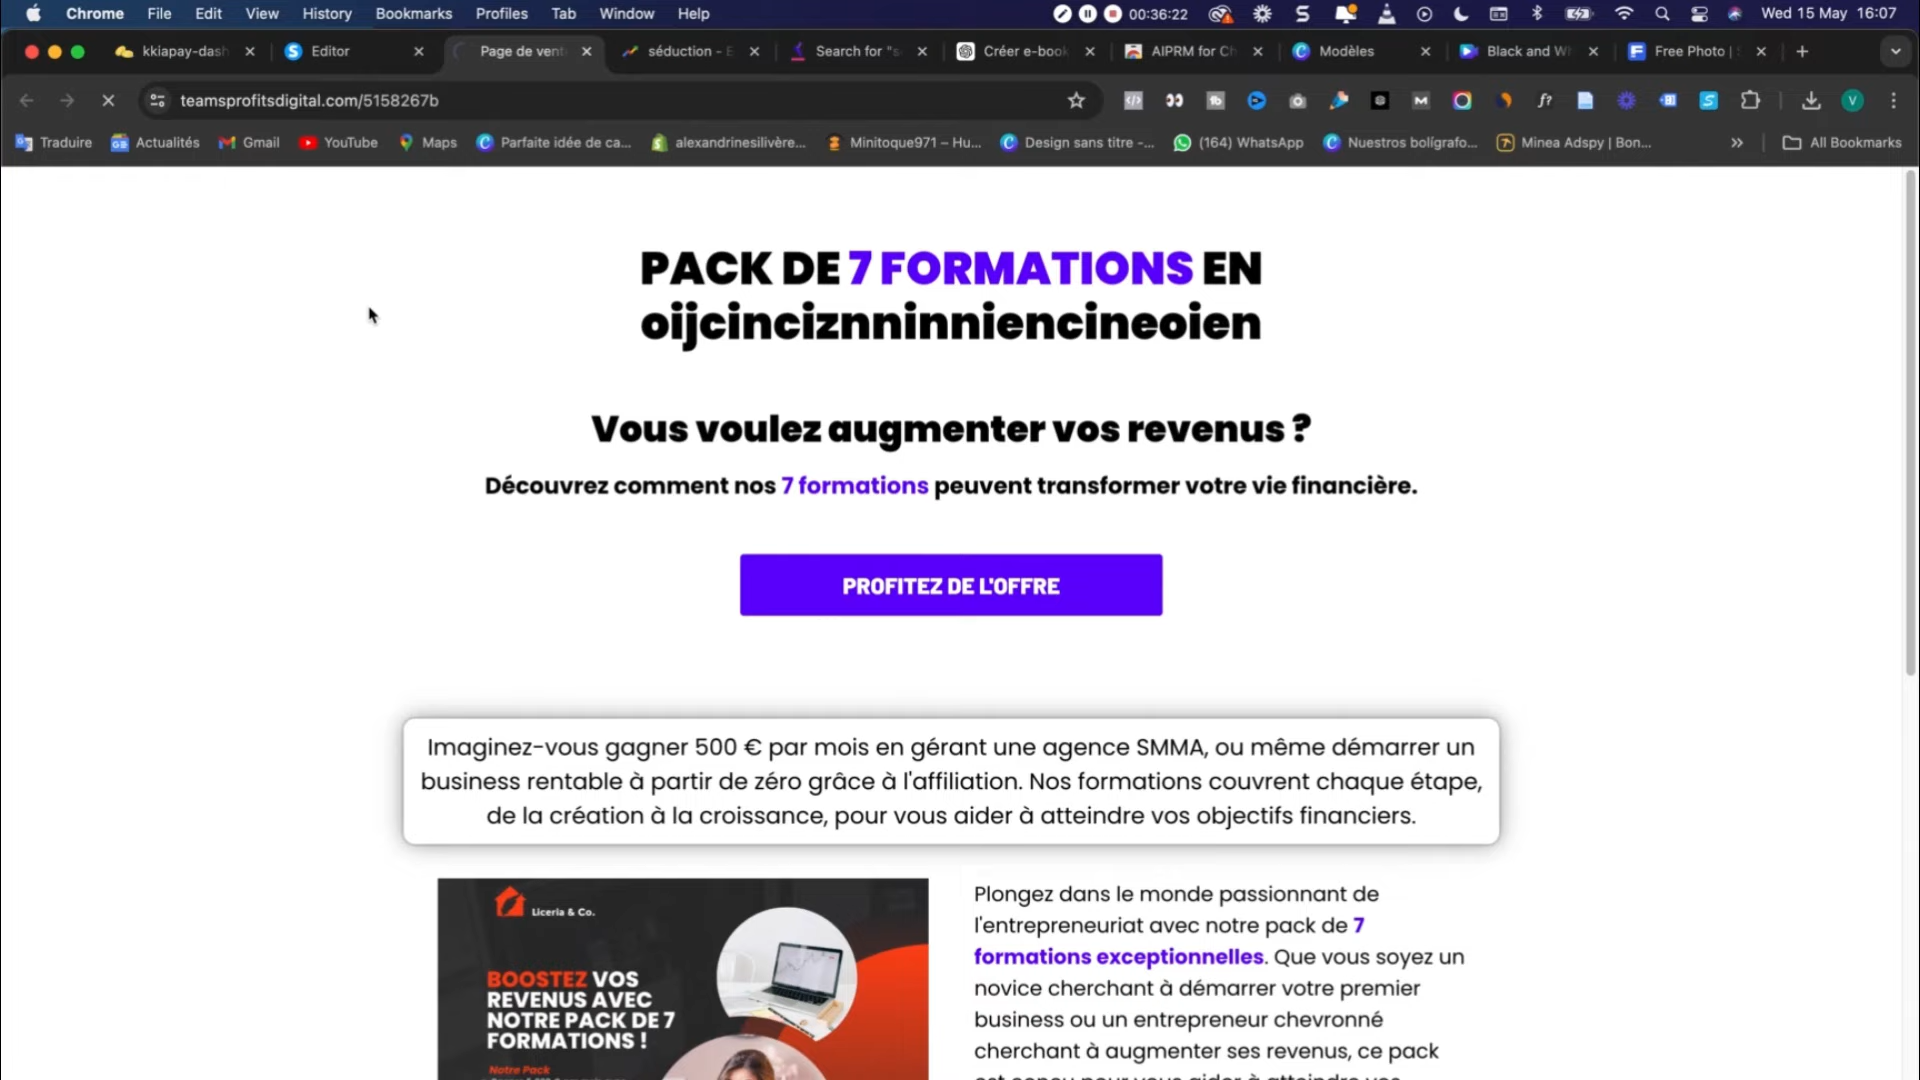 Chrome File Edit View History Bookmarks Profiles Tab Window Help 00:36:22 Wed 15 May 16:07
kkiapay-dash Editor Page de vent séduction - E Search for "s Créer e-book AIPRM for Ch Modèles Black and Wh Free Photo |
teamsprofitsdigital.com/5158267b
Traduire Actualités Gmail YouTube Maps Parfaite idée de ca... alexandrinesilivère... Minitoque971 – Hu... Design sans titre -... (164) WhatsApp Nuestros bolígrafo... Minea Adspy | Bon... » All Bookmarks
PACK DE 7 FORMATIONS EN
oijcinciznninnniencineoien
Vous voulez augmenter vos revenus ?
Découvrez comment nos 7 formations peuvent transformer votre vie financière.
PROFITEZ DE L'OFFRE
Imaginez-vous gagner 500 € par mois en gérant une agence SMMA, ou même démarrer un
business rentable à partir de zéro grâce à l'affiliation. Nos formations couvrent chaque étape,
de la création à la croissance, pour vous aider à atteindre vos objectifs financiers.
Liceria & Co.
BOOSTEZ VOS
REVENUS AVEC
NOTRE PACK DE 7
FORMATIONS !
Notre Pack
Plongez dans le monde passionnant de
l'entrepreneuriat avec notre pack de 7
formations exceptionnelles. Que vous soyez un
novice cherchant à démarrer votre premier
business ou un entrepreneur chevronné
cherchant à augmenter ses revenus, ce pack
est conçu pour vous aider à atteindre vos